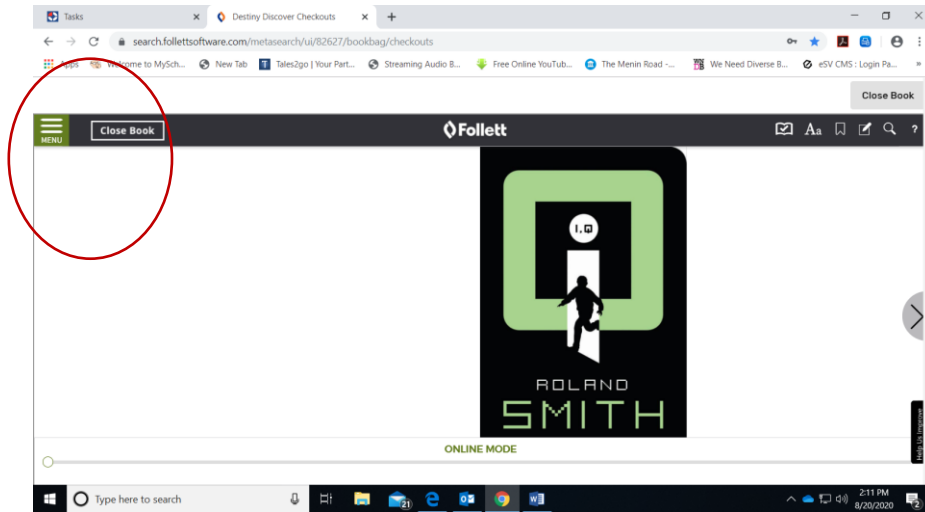 Tasks
Destiny Discover Checkouts
search.follettsoftware.com/metasearch/ui/82627/bookbag/checkouts
Apps Welcome to MySch... New Tab Tales2go | Your Part... Streaming Audio B... Free Online YouTub... The Menin Road -... We Need Diverse B... eSV CMS : Login Pa... »
Close Book
MENU Close Book Follett Aa ?
I.Q
ROLAND
SMITH
Help Us Improve
ONLINE MODE
Type here to search
21
2:11 PM
8/20/2020
2